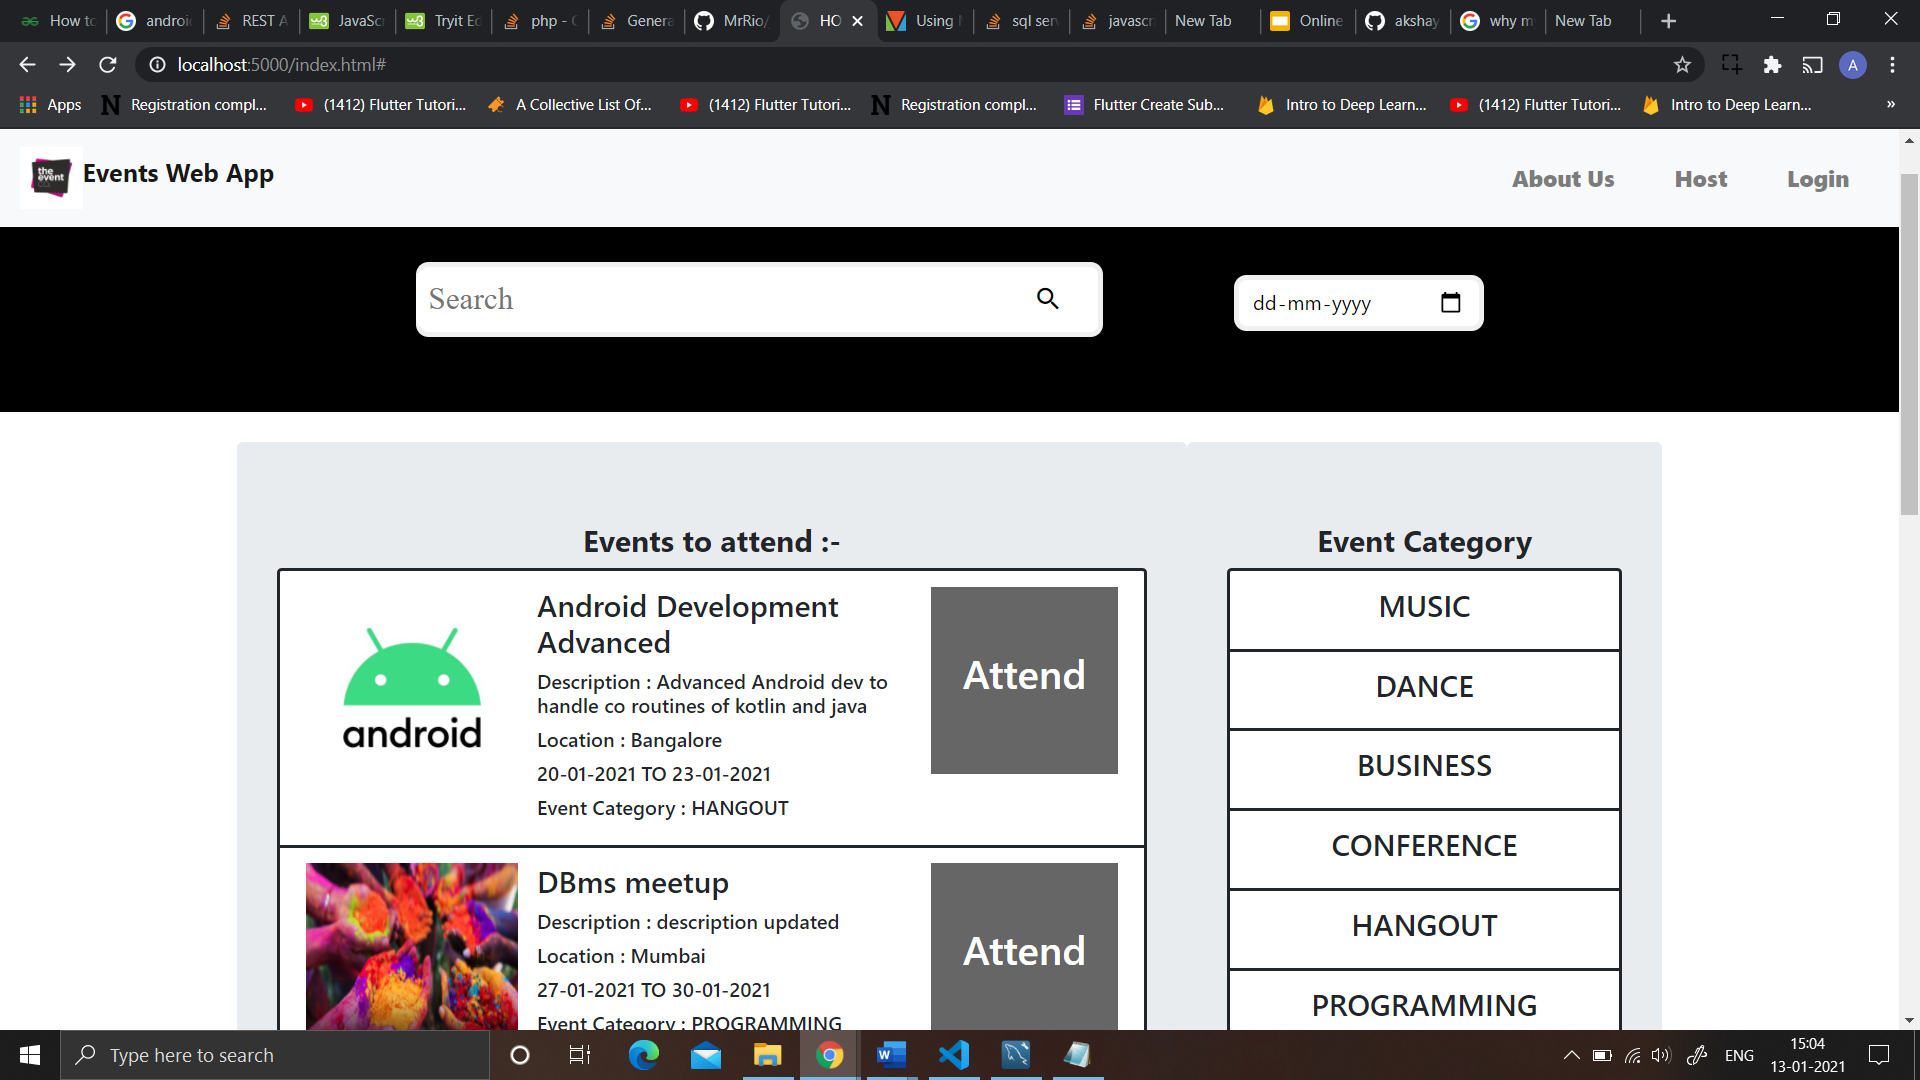 How to
androi
REST A
JavaScr
Tryit Ed
php - C
Genera
MrRio/
HO
Using
sql serv
javascri
New Tab
Online
akshay
why m
New Tab
localhost:5000/index.html#
A
Apps
Registration compl...
(1412) Flutter Tutori...
A Collective List Of...
(1412) Flutter Tutori...
Registration compl...
Flutter Create Sub...
Intro to Deep Learn...
(1412) Flutter Tutori...
Intro to Deep Learn...
»
the
event
Events Web App
About Us
Host
Login
Search
dd-mm-yyyy
Events to attend :-
android
Android Development
Advanced
Description : Advanced Android dev to
handle co routines of kotlin and java
Location : Bangalore
20-01-2021 TO 23-01-2021
Event Category : HANGOUT
Attend
DBms meetup
Description : description updated
Location : Mumbai
27-01-2021 TO 30-01-2021
Event Category : PROGRAMMING
Attend
Event Category
MUSIC
DANCE
BUSINESS
CONFERENCE
HANGOUT
PROGRAMMING
Type here to search
ENG
15:04
13-01-2021